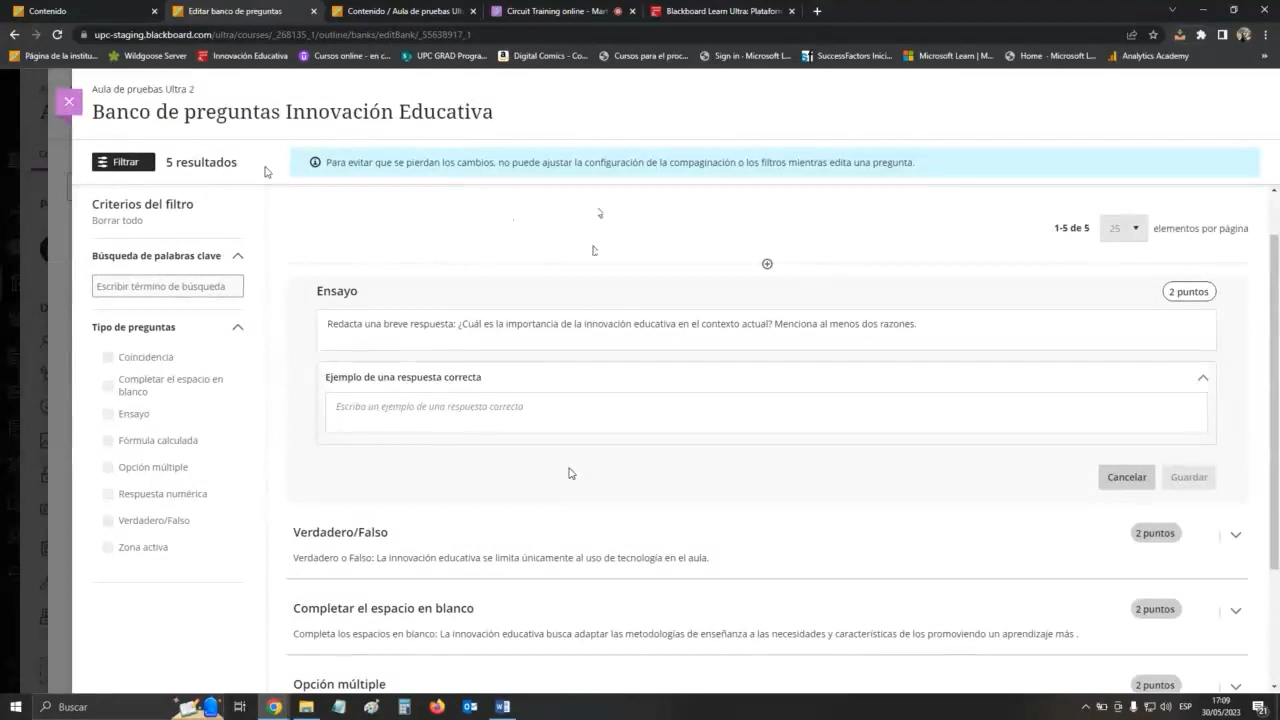 Contenido
Editar banco de preguntas
Contenido / Aula de pruebas Ult
Circuit Training online - Mar
Blackboard Learn Ultra: Platafor
upc-staging.blackboard.com/ultra/courses/_268135_1/outline/banks/editBank/_55638917_1
Página de la institu...
Wildgoose Server
Innovación Educativa
Cursos online - en c...
UPC GRAD Progra...
Digital Comics - Co...
Cursos para el proc...
Sign in - Microsoft L...
SuccessFactors Inici...
Microsoft Learn | M...
Home - Microsoft L...
Analytics Academy
Aula de pruebas Ultra 2
Banco de preguntas Innovación Educativa
Filtrar
5 resultados
Para evitar que se pierdan los cambios, no puede ajustar la configuración de la compaginación o los filtros mientras edita una pregunta.
Criterios del filtro
Borrar todo
Búsqueda de palabras clave
Escribir término de búsqueda
Tipo de preguntas
Coincidencia
Completar el espacio en
blanco
Ensayo
Fórmula calculada
Opción múltiple
Respuesta numérica
Verdadero/Falso
Zona activa
1-5 de 5
25
elementos por página
Ensayo
2 puntos
Redacta una breve respuesta: ¿Cuál es la importancia de la innovación educativa en el contexto actual? Menciona al menos dos razones.
Ejemplo de una respuesta correcta
Escriba un ejemplo de una respuesta correcta
Cancelar
Guardar
Verdadero/Falso
2 puntos
Verdadero o Falso: La innovación educativa se limita únicamente al uso de tecnología en el aula.
Completar el espacio en blanco
2 puntos
Completa los espacios en blanco: La innovación educativa busca adaptar las metodologías de enseñanza a las necesidades y características de los promoviendo un aprendizaje más .
Opción múltiple
2 puntos
Buscar
ESP
17:09
30/05/2023
21